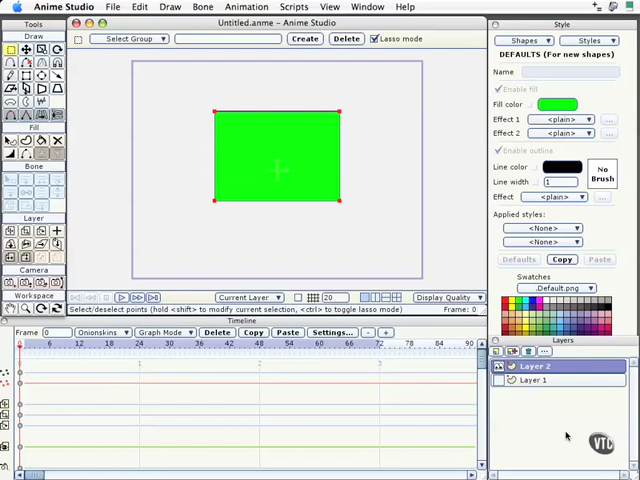 Anime Studio File Edit Draw Bone Animation Scripts View Window Help
Tools
Untitled.anme - Anime Studio
Style
Draw
Select Group
Create
Delete
Lasso mode
Shapes
Styles
DEFAULTS (For new shapes)
Name
Enable fill
Fill color
Effect 1
<plain>
...
Effect 2
<plain>
...
Fill
Enable outline
Line color
No
Brush
Line width
1
Bone
Effect
<plain>
Applied styles:
<None>
Layer
<None>
Defaults
Copy
Paste
Camera
Swatches
.Default.png
Workspace
Current Layer
20
Display Quality
Select/deselect points (hold <shift> to modify current selection, <ctrl> to toggle lasso mode)
Frame: 0
Timeline
Frame
0
Onionskins
Graph Mode
Delete
Copy
Paste
Settings...
-
+
Layers
0 6 12 18 24 30 36 42 48 54 60 66 72 78 84 90
1 2 3
...
Layer 2
Layer 1
VTC